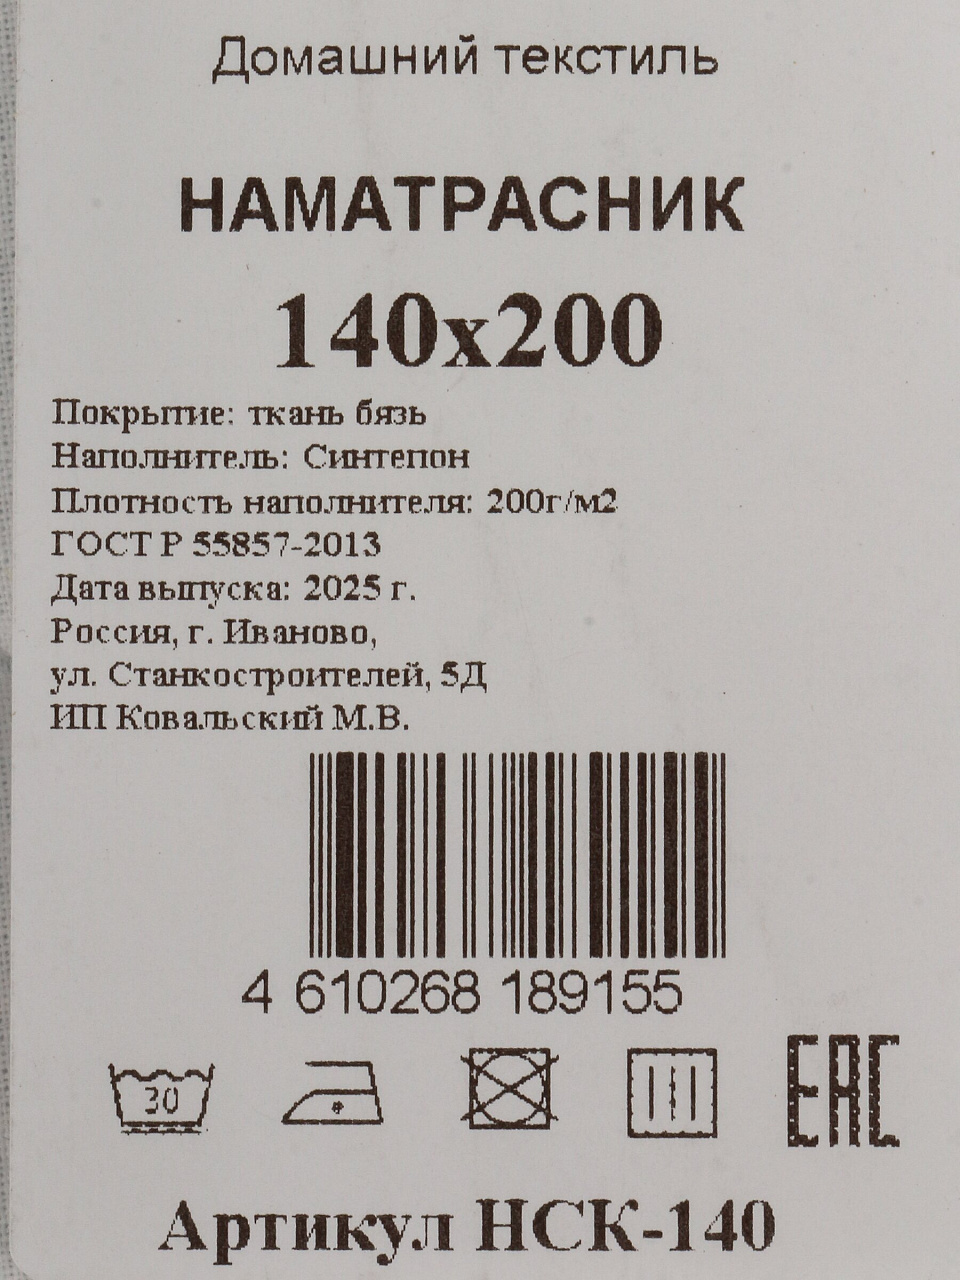 Домашний текстиль
НАМАТРАСНИК
140х200
Покрытие: ткань бязь
Наполнитель: Синтепон
Плотность наполнителя: 200г/м2
ГОСТ Р 55857-2013
Дата выпуска: 2025 г.
Россия, г. Иваново,
ул. Станкостроителей, 5Д
ИП Ковальский М.В.
4 610268 189155
30
ЕАС
Артикул НСК-140